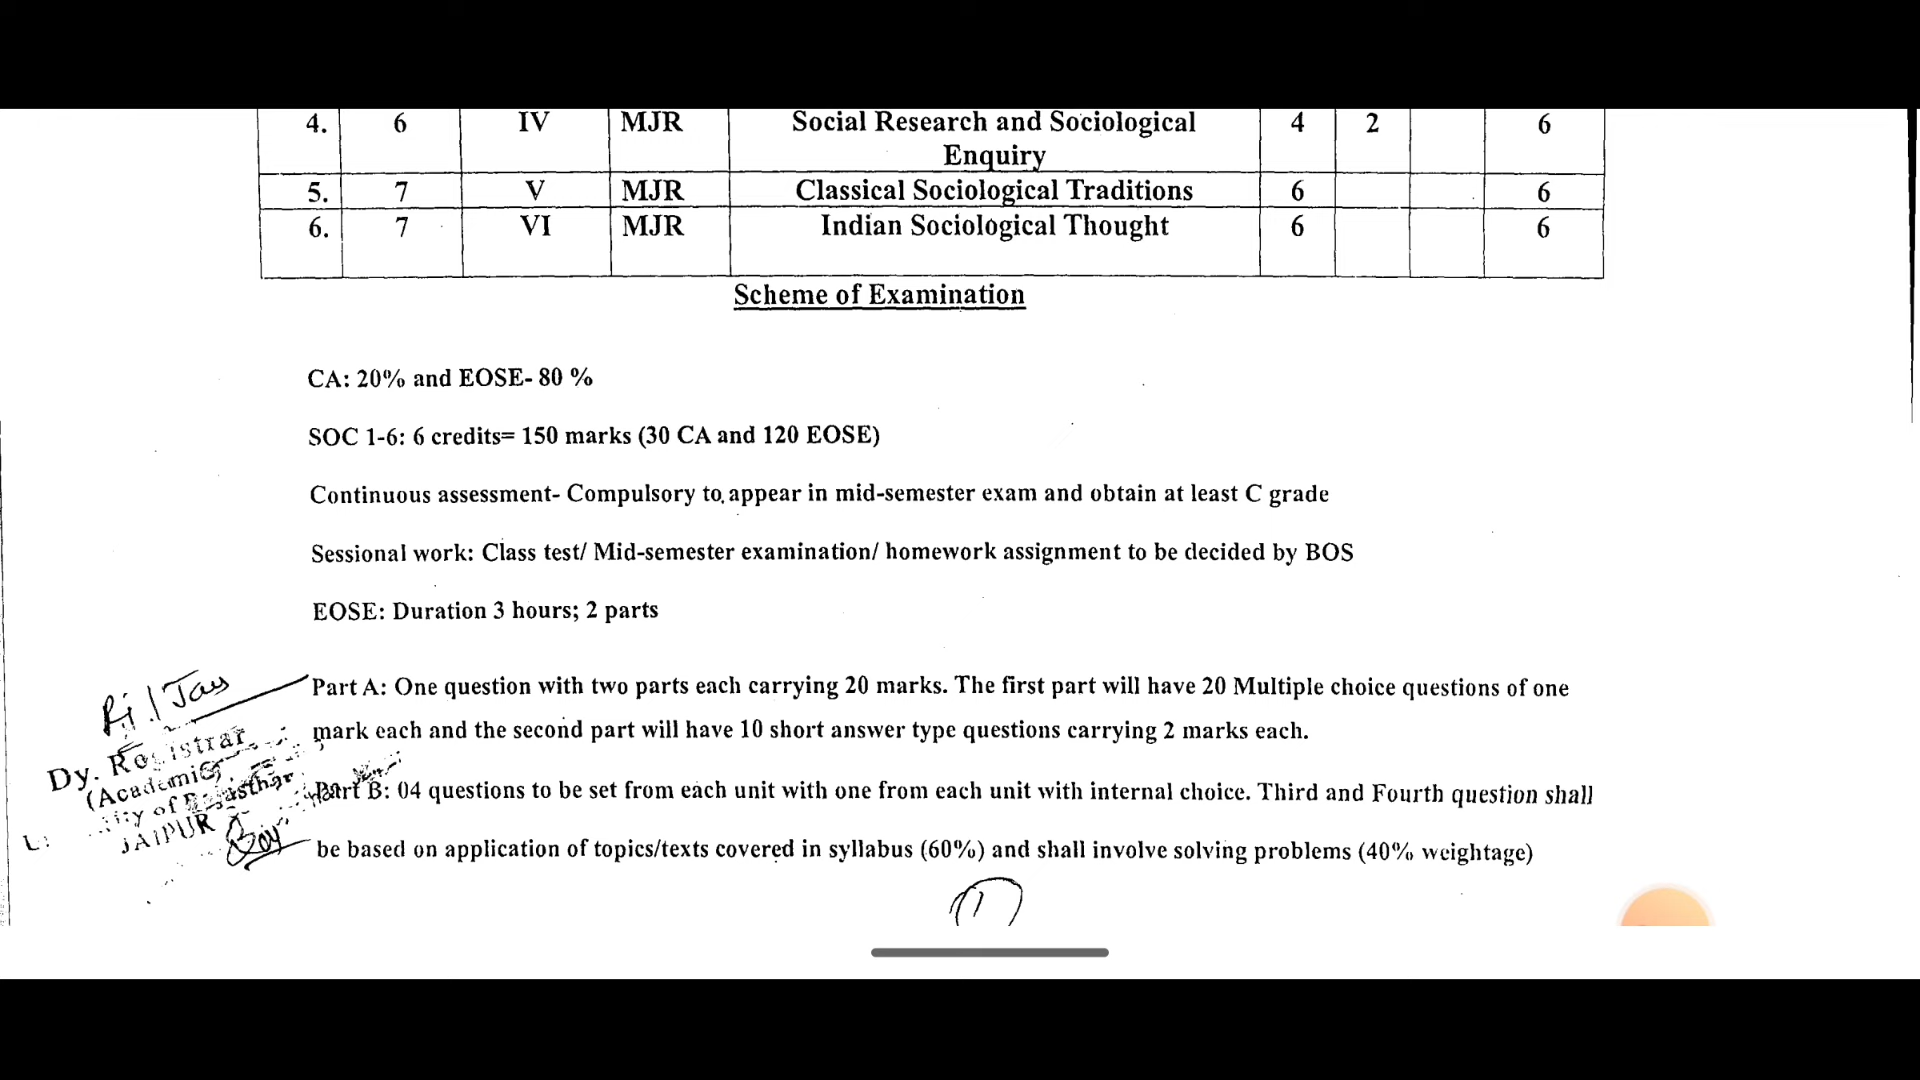 4. 6 IV MJR Social Research and Sociological 4 2 6
Enquiry
5. 7 V MJR Classical Sociological Traditions 6 6
6. 7 VI MJR Indian Sociological Thought 6 6
Scheme of Examination
CA: 20% and EOSE- 80 %
SOC 1-6: 6 credits= 150 marks (30 CA and 120 EOSE)
Continuous assessment- Compulsory to appear in mid-semester exam and obtain at least C grade
Sessional work: Class test/ Mid-semester examination/ homework assignment to be decided by BOS
EOSE: Duration 3 hours; 2 parts
Part A: One question with two parts each carrying 20 marks. The first part will have 20 Multiple choice questions of one
mark each and the second part will have 10 short answer type questions carrying 2 marks each.
Dy. Registrar
(Academic)
JAIPUR
Part B: 04 questions to be set from each unit with one from each unit with internal choice. Third and Fourth question shall
be based on application of topics/texts covered in syllabus (60%) and shall involve solving problems (40% weightage)